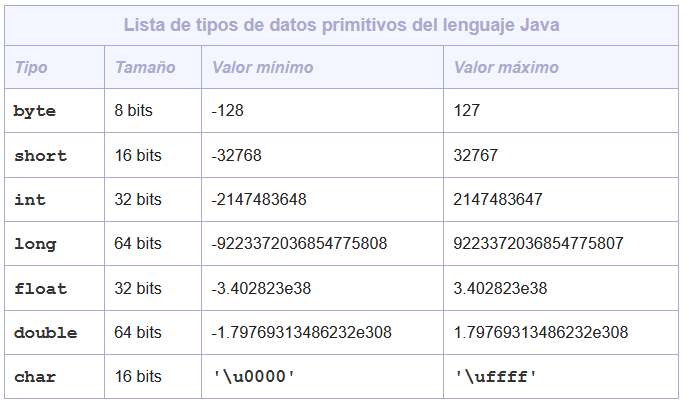 Lista de tipos de datos primitivos del lenguaje Java
Tipo Tamaño Valor mínimo Valor máximo
byte 8 bits -128 127
short 16 bits -32768 32767
int 32 bits -2147483648 2147483647
long 64 bits -9223372036854775808 9223372036854775807
float 32 bits -3.402823e38 3.402823e38
double 64 bits -1.79769313486232e308 1.79769313486232e308
char 16 bits '\u0000' '\uffff'